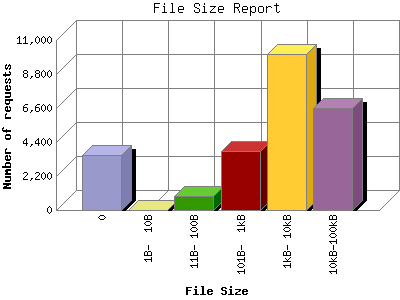 File Size Report
Number of requests
11,000
8,800
6,600
4,400
2,200
0
0
1B- 10B
11B- 100B
101B- 1kB
1kB- 10kB
10kB-100kB
File Size